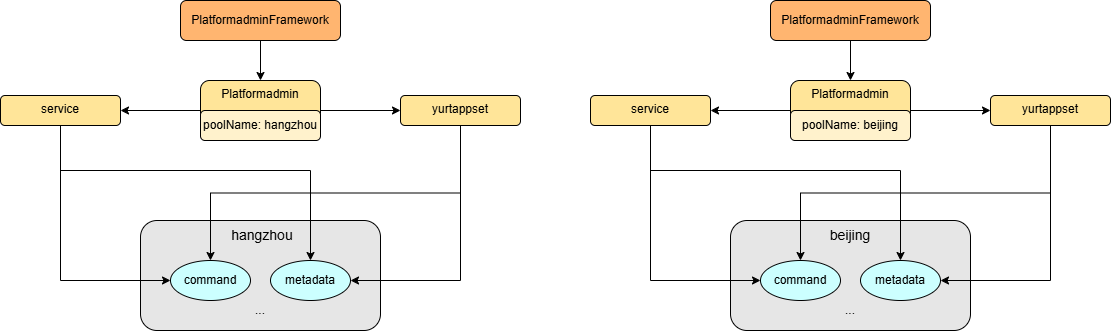 PlatformadminFramework
Platformadmin
service
yurtappset
poolName: hangzhou
hangzhou
command
metadata
...
PlatformadminFramework
Platformadmin
service
yurtappset
poolName: beijing
beijing
command
metadata
...